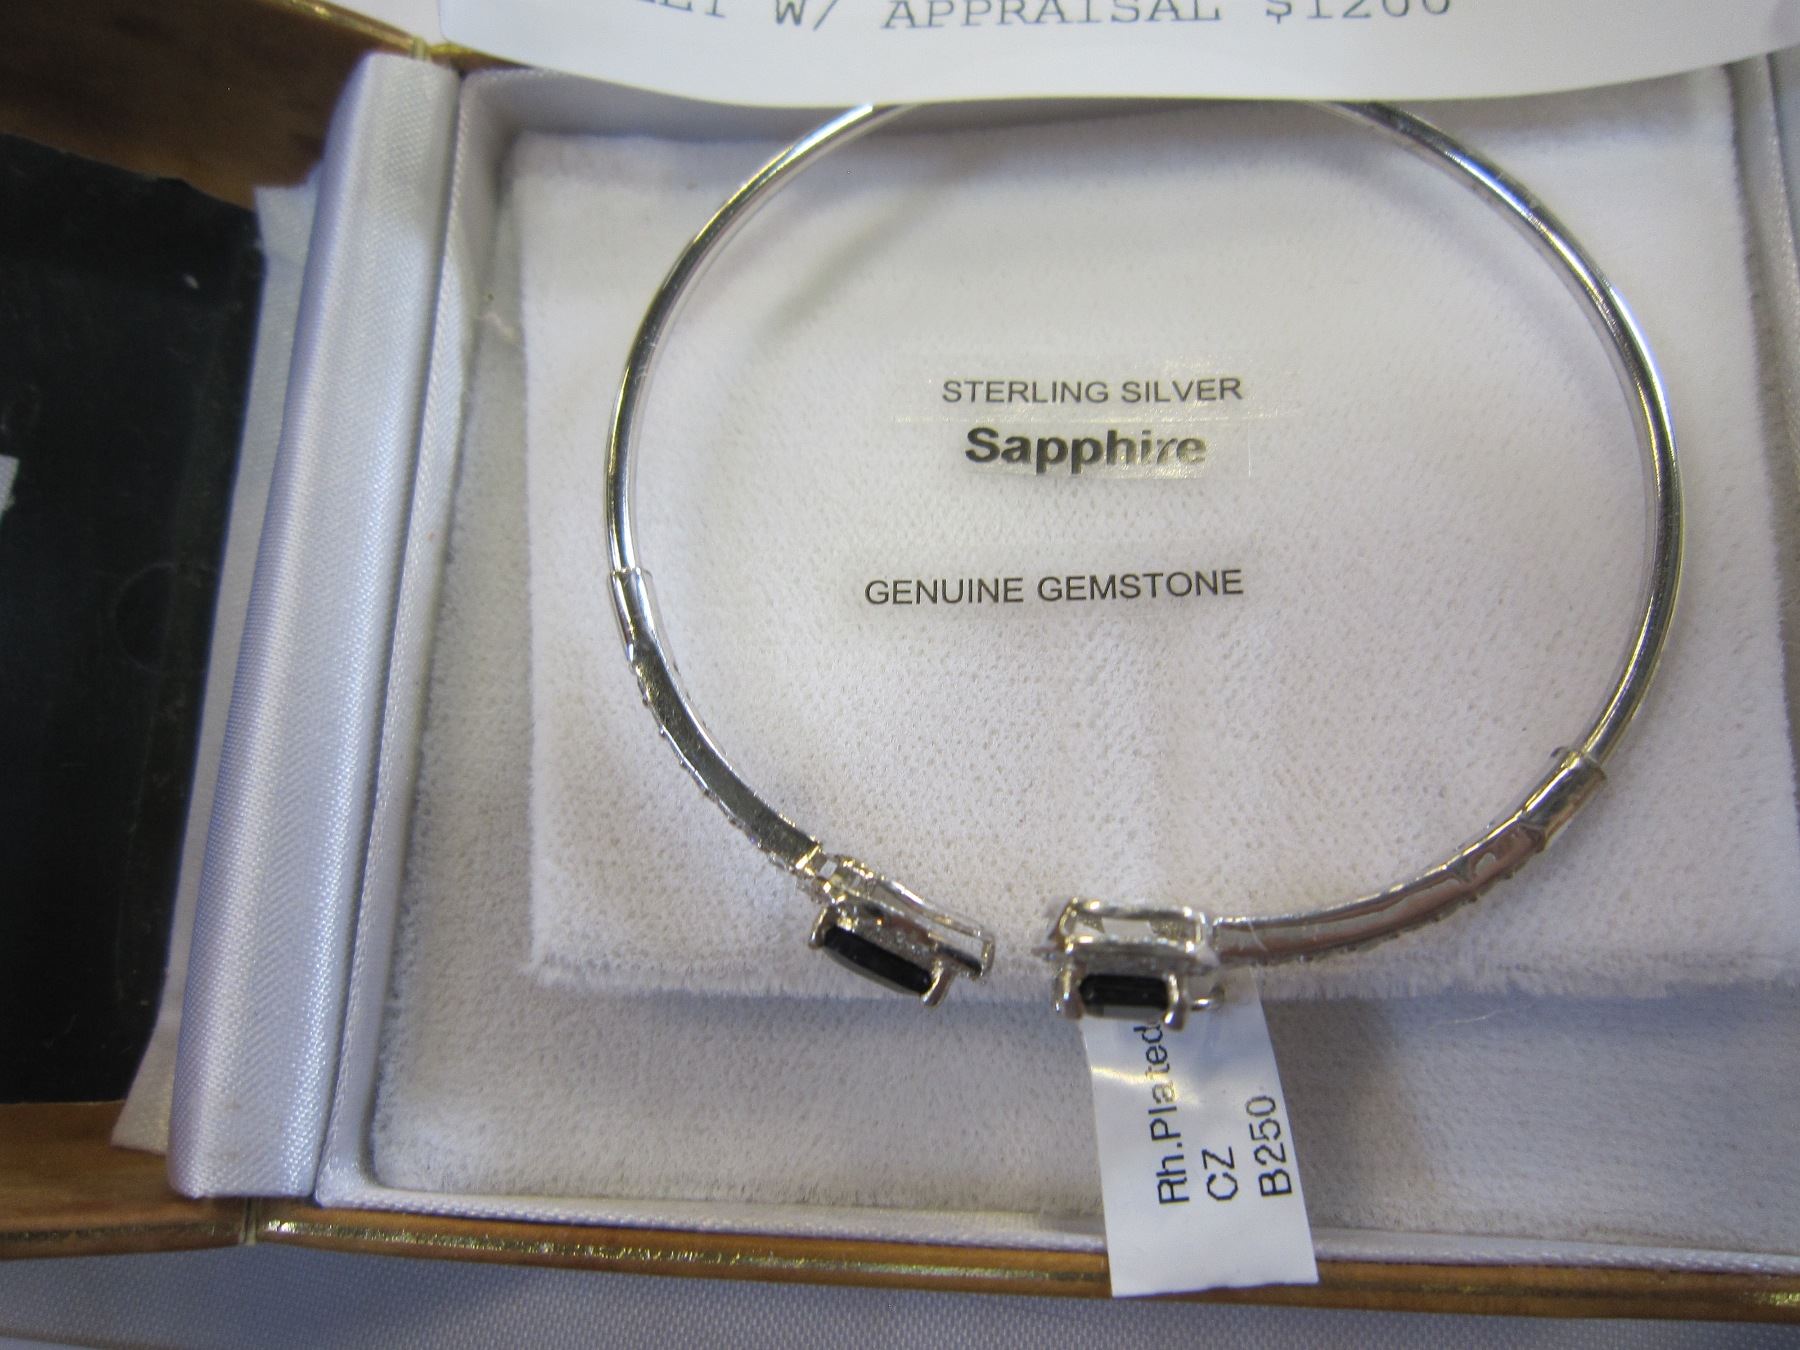 W/ APPRAISAL $1200
STERLING SILVER
Sapphire
GENUINE GEMSTONE
Rh.Plated
CZ
B250